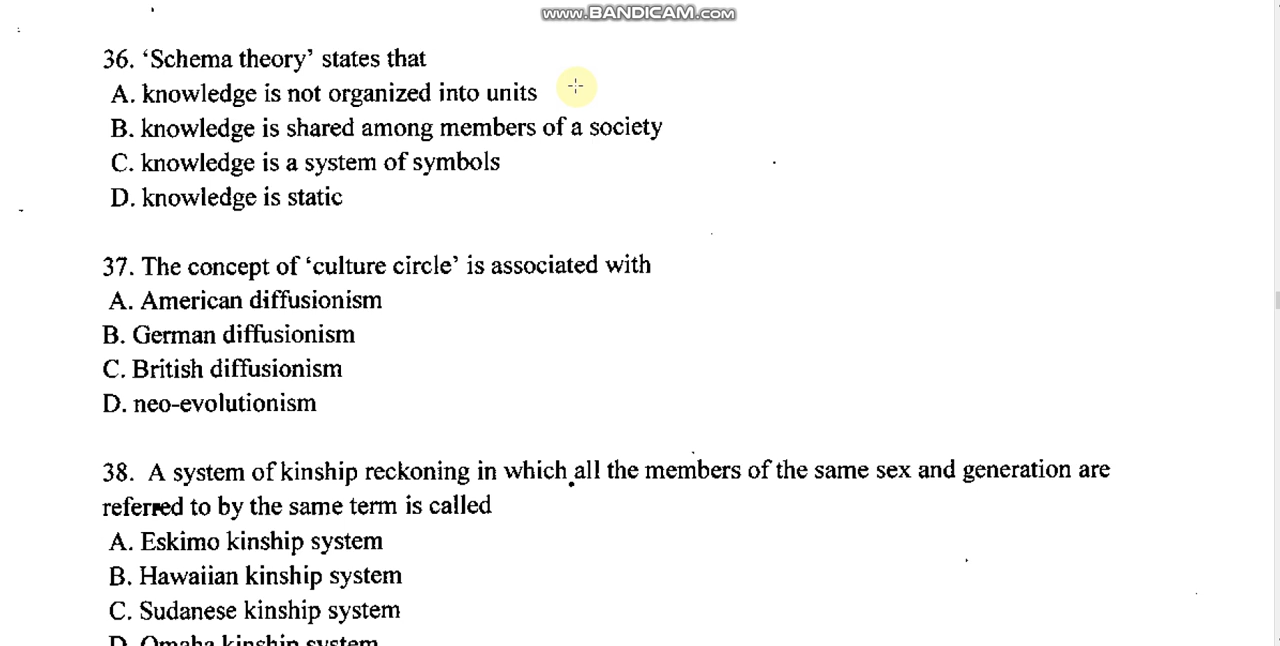 www.BANDICAM.com
36. ‘Schema theory’ states that
A. knowledge is not organized into units
B. knowledge is shared among members of a society
C. knowledge is a system of symbols
D. knowledge is static
37. The concept of ‘culture circle’ is associated with
A. American diffusionism
B. German diffusionism
C. British diffusionism
D. neo-evolutionism
38. A system of kinship reckoning in which all the members of the same sex and generation are
referred to by the same term is called
A. Eskimo kinship system
B. Hawaiian kinship system
C. Sudanese kinship system
D. Omaha kinship system